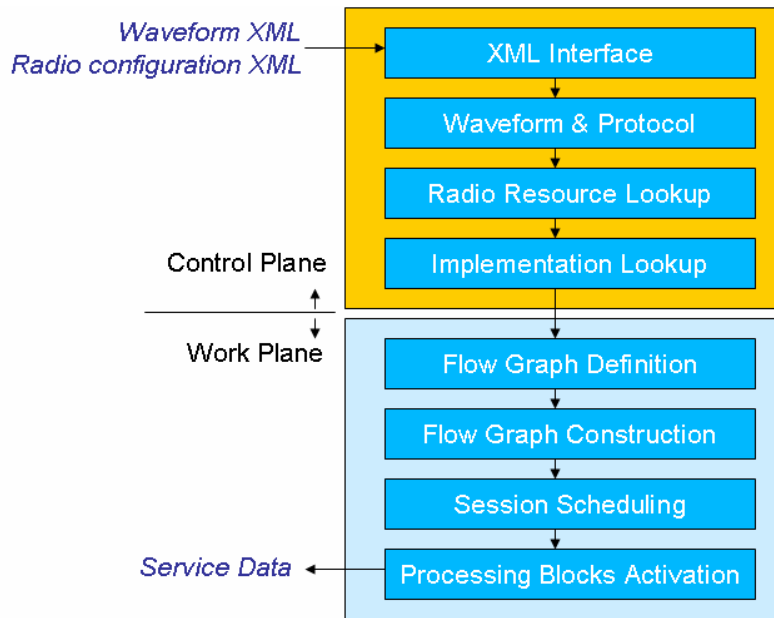 Waveform XML
Radio configuration XML
XML Interface
Waveform & Protocol
Radio Resource Lookup
Implementation Lookup
Control Plane
Work Plane
Flow Graph Definition
Flow Graph Construction
Session Scheduling
Processing Blocks Activation
Service Data